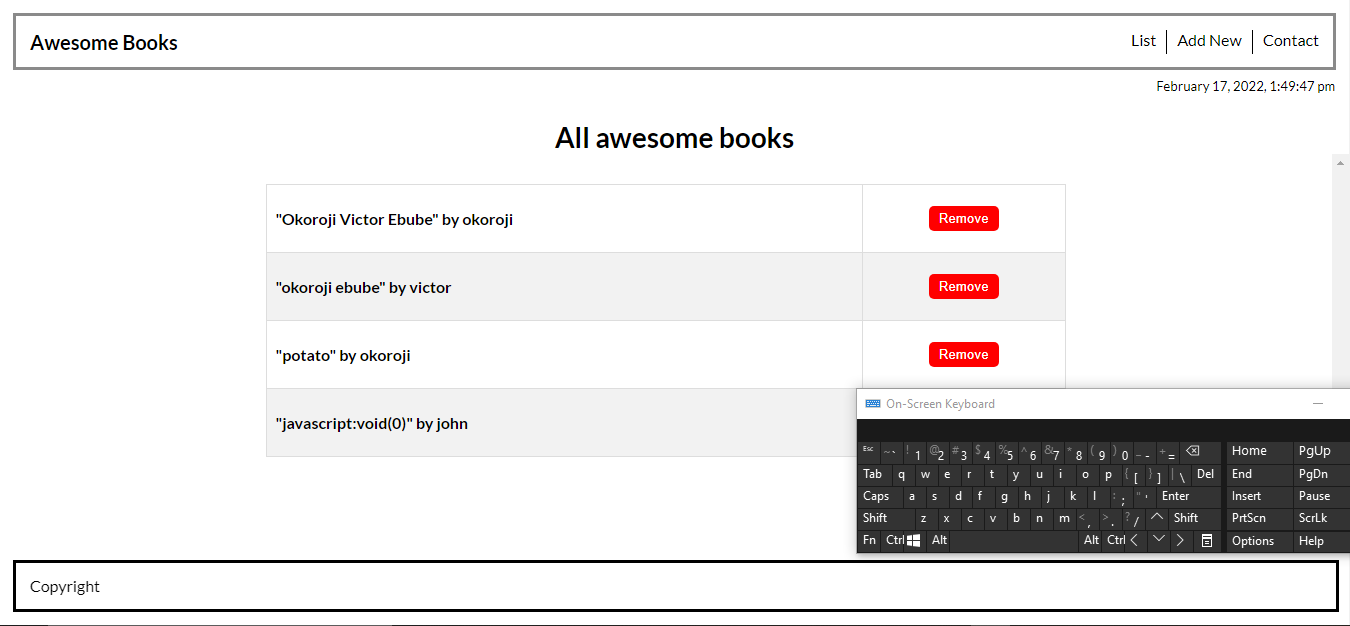 Awesome Books
List Add New Contact
February 17, 2022, 1:49:47 pm
All awesome books
"Okoroji Victor Ebube" by okoroji Remove
"okoroji ebube" by victor Remove
"potato" by okoroji Remove
"javascript:void(0)" by john
On-Screen Keyboard
Esc ~ ` ! 1 @ 2 # 3 $ 4 % 5 ^ 6 & 7 * 8 ( 9 ) 0 _ - + = Home PgUp
Tab q w e r t y u i o p { [ } ] | \ Del End PgDn
Caps a s d f g h j k l : ; " ' Enter Insert Pause
Shift z x c v b n m < , > . ? / Shift PrtScn ScrLk
Fn Ctrl Alt Alt Ctrl Options Help
Copyright